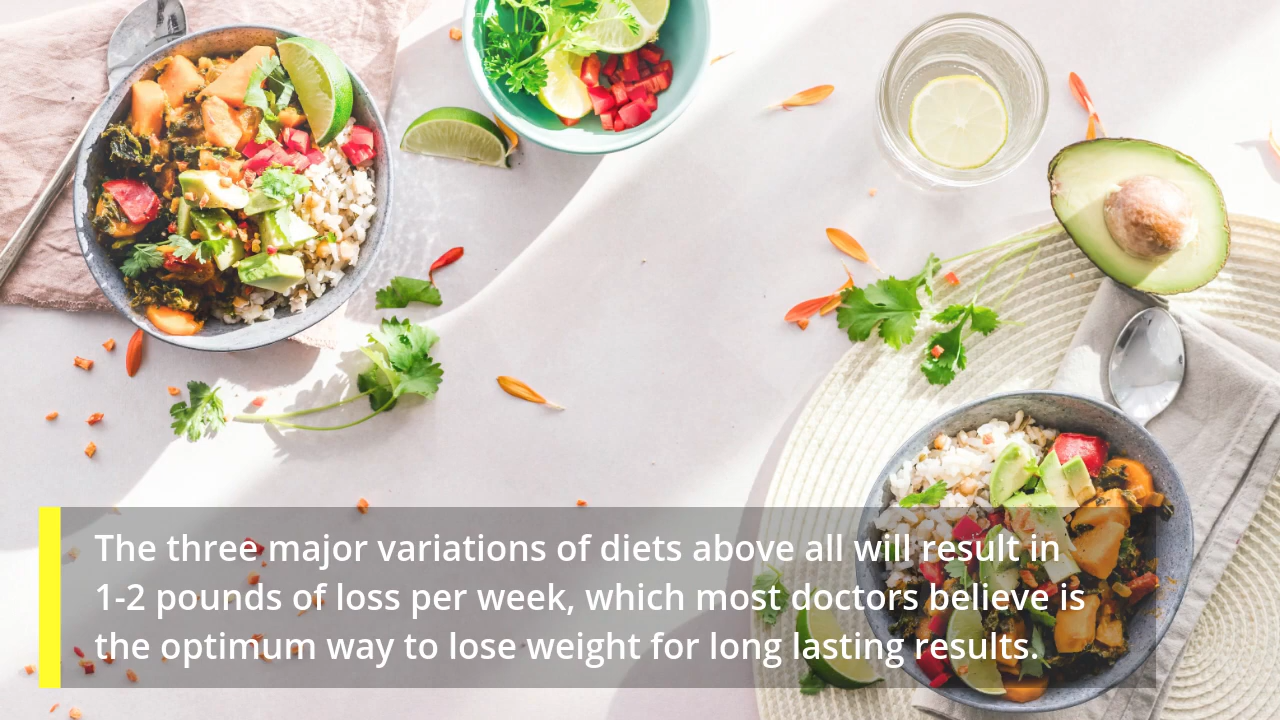 The three major variations of diets above all will result in
1-2 pounds of loss per week, which most doctors believe is
the optimum way to lose weight for long lasting results.